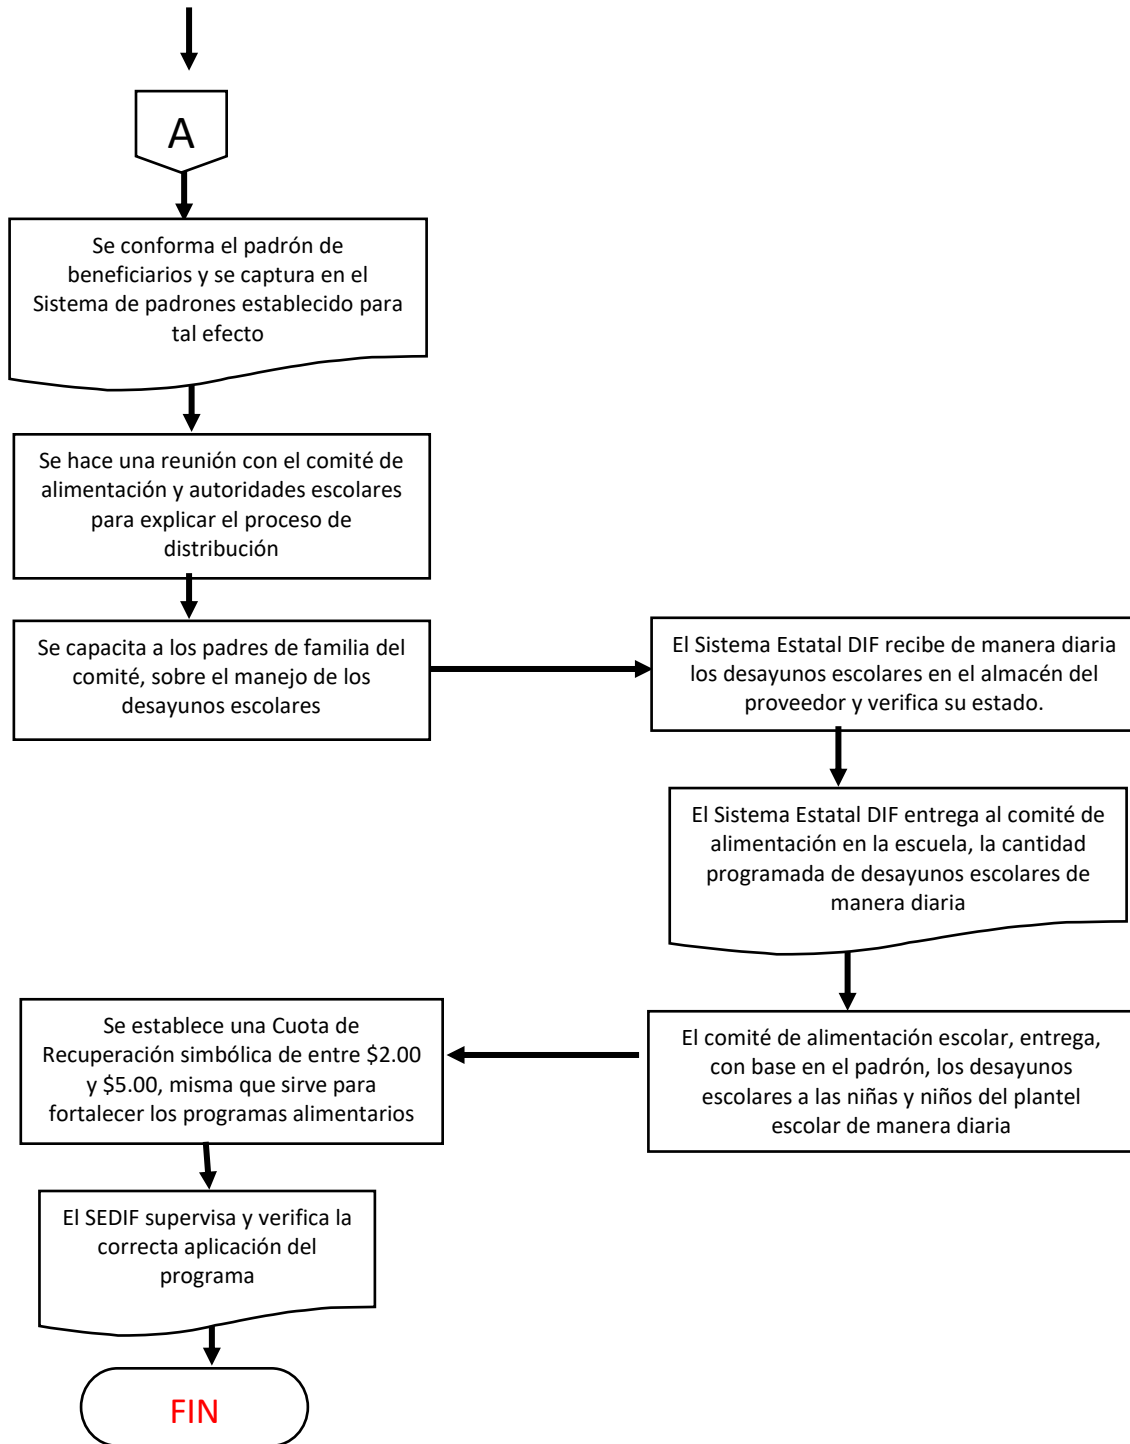 A
Se conforma el padrón de
beneficiarios y se captura en el
Sistema de padrones establecido para
tal efecto
Se hace una reunión con el comité de
alimentación y autoridades escolares
para explicar el proceso de
distribución
Se capacita a los padres de familia del
comité, sobre el manejo de los
desayunos escolares
El Sistema Estatal DIF recibe de manera diaria
los desayunos escolares en el almacén del
proveedor y verifica su estado.
El Sistema Estatal DIF entrega al comité de
alimentación en la escuela, la cantidad
programada de desayunos escolares de
manera diaria
El comité de alimentación escolar, entrega,
con base en el padrón, los desayunos
escolares a las niñas y niños del plantel
escolar de manera diaria
Se establece una Cuota de
Recuperación simbólica de entre $2.00
y $5.00, misma que sirve para
fortalecer los programas alimentarios
El SEDIF supervisa y verifica la
correcta aplicación del
programa
FIN